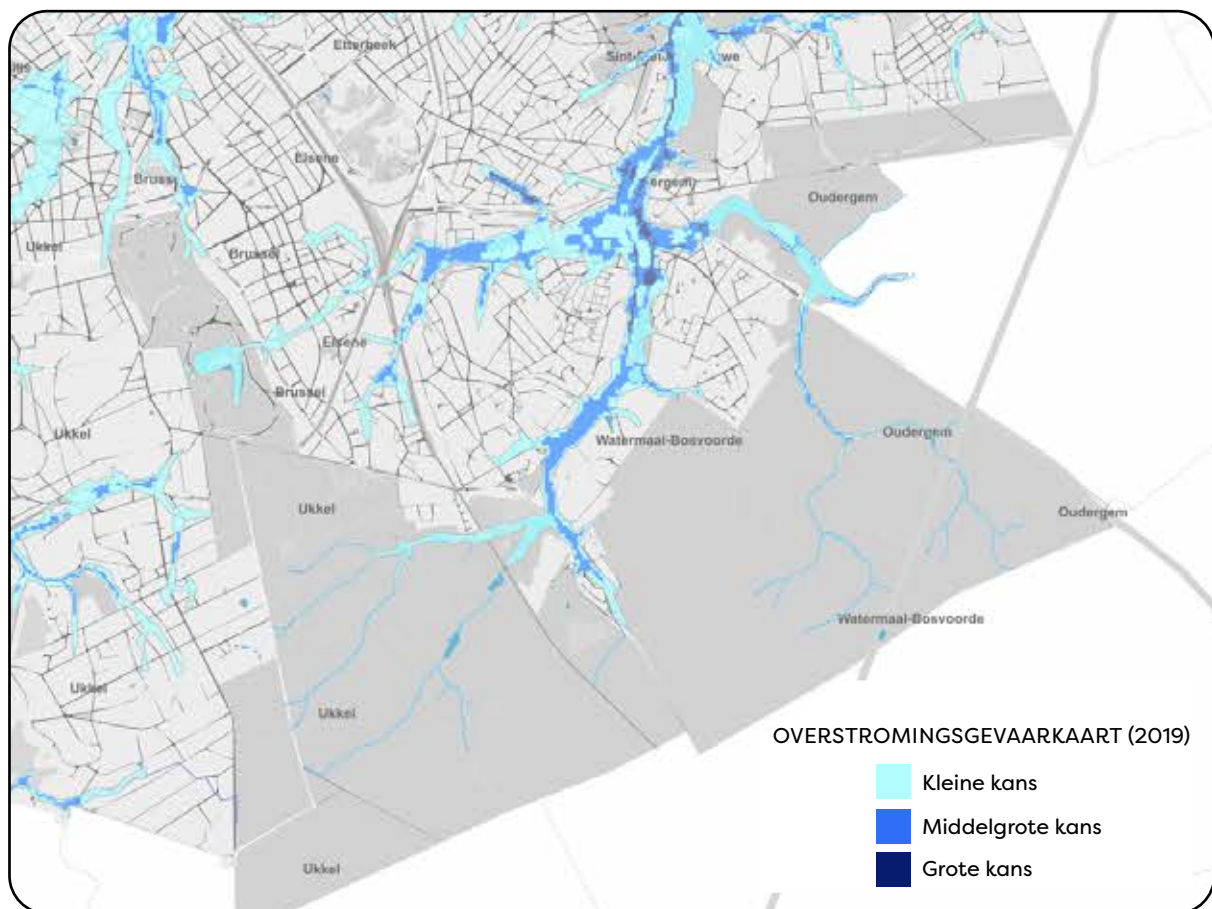 Etterbeek
Elsene
Oudergem
Ukkel
Brussel
Elsene
Brussel
Ukkel
Watermaal-Bosvoorde
Oudergem
Ukkel
Oudergem
Watermaal-Bosvoorde
Ukkel
Ukkel
OVERSTROMINGSGEVAARKAART (2019)
Kleine kans
Middelgrote kans
Grote kans
Ukkel